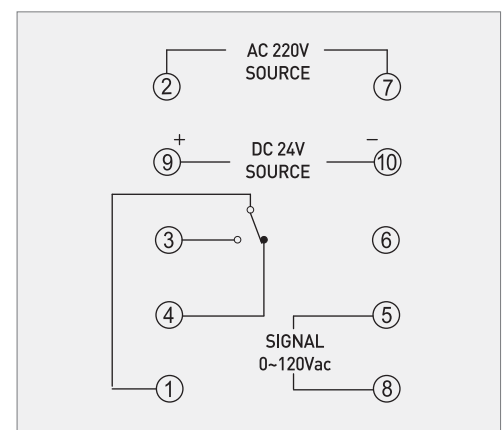 AC 220V
SOURCE
② ⑦
+ −
⑨ DC 24V ⑩
SOURCE
③ ⑥
④ ⑤
SIGNAL
0~120Vac
① ⑧